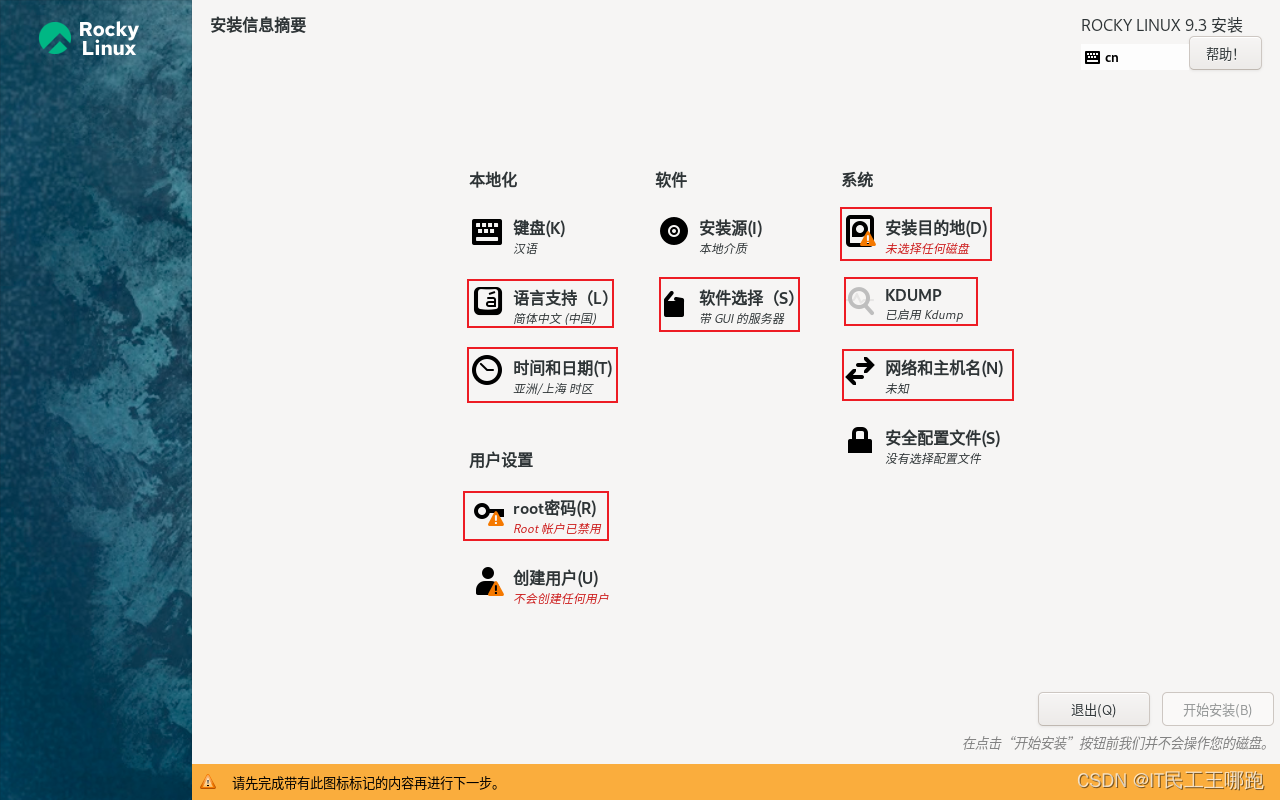 Rocky
Linux
安装信息摘要
ROCKY LINUX 9.3 安装
cn
帮助!
本地化
键盘(K)
汉语
语言支持（L）
简体中文 (中国)
时间和日期(T)
亚洲/上海 时区
软件
安装源(I)
本地介质
软件选择（S）
带 GUI 的服务器
系统
安装目的地(D)
未选择任何磁盘
KDUMP
已启用 Kdump
网络和主机名(N)
未知
安全配置文件(S)
没有选择配置文件
用户设置
root密码(R)
Root 帐户已禁用
创建用户(U)
不会创建任何用户
退出(Q)
开始安装(B)
在点击“开始安装”按钮前我们并不会操作您的磁盘。
请先完成带有此图标标记的内容再进行下一步。
CSDN @IT民工王哪跑